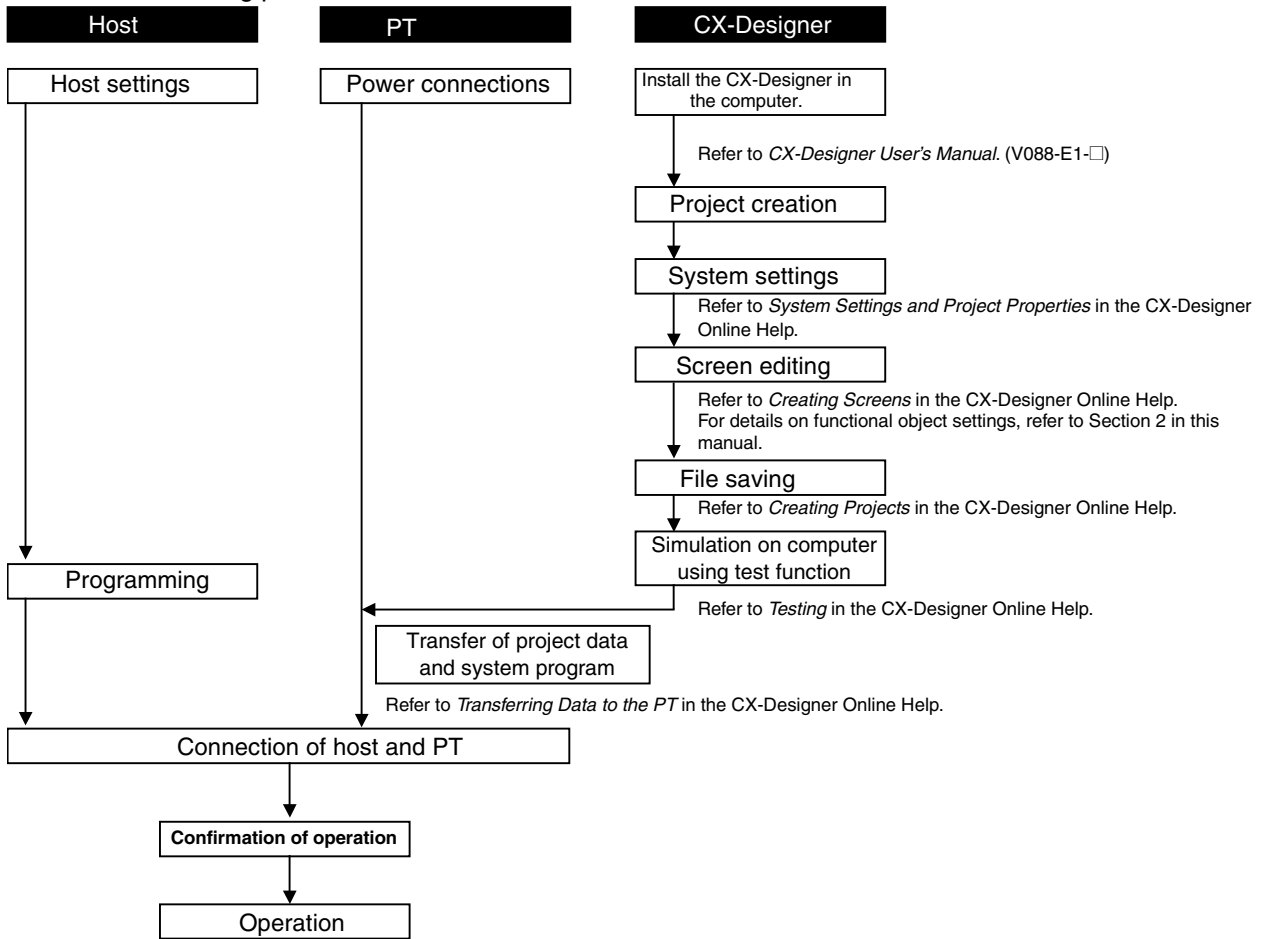 Host
PT
CX-Designer
Host settings
Power connections
Install the CX-Designer in
the computer.
Refer to CX-Designer User's Manual. (V088-E1-□)
Project creation
System settings
Refer to System Settings and Project Properties in the CX-Designer
Online Help.
Screen editing
Refer to Creating Screens in the CX-Designer Online Help.
For details on functional object settings, refer to Section 2 in this
manual.
File saving
Refer to Creating Projects in the CX-Designer Online Help.
Simulation on computer
using test function
Programming
Refer to Testing in the CX-Designer Online Help.
Transfer of project data
and system program
Refer to Transferring Data to the PT in the CX-Designer Online Help.
Connection of host and PT
Confirmation of operation
Operation